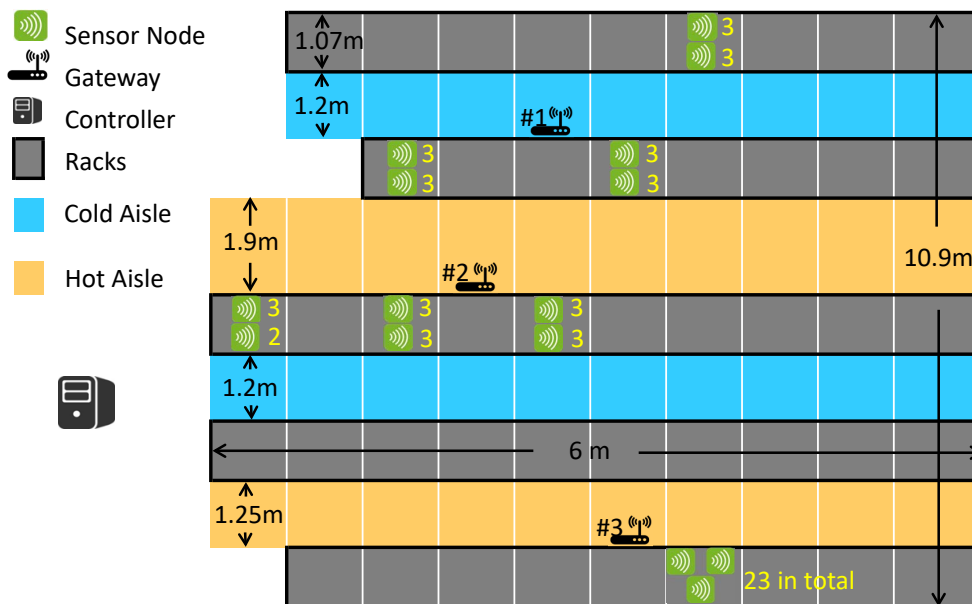 Sensor Node
Gateway
Controller
Racks
Cold Aisle
Hot Aisle
1.07m
3
3
1.2m
#1
3
3
3
3
1.9m
10.9m
#2
3
3
3
2
3
3
1.2m
6 m
1.25m
#3
23 in total